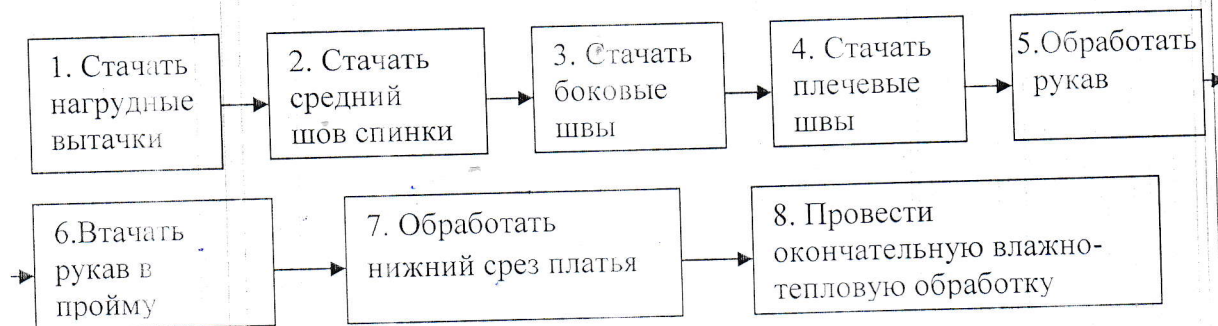 1. Стачать
нагрудные
вытачки
2. Стачать
средний
шов спинки
3. Стачать
боковые
швы
4. Стачать
плечевые
швы
5.Обработать
рукав
6.Втачать
рукав в
пройму
7. Обработать
нижний срез платья
8. Провести
окончательную влажно-
тепловую обработку